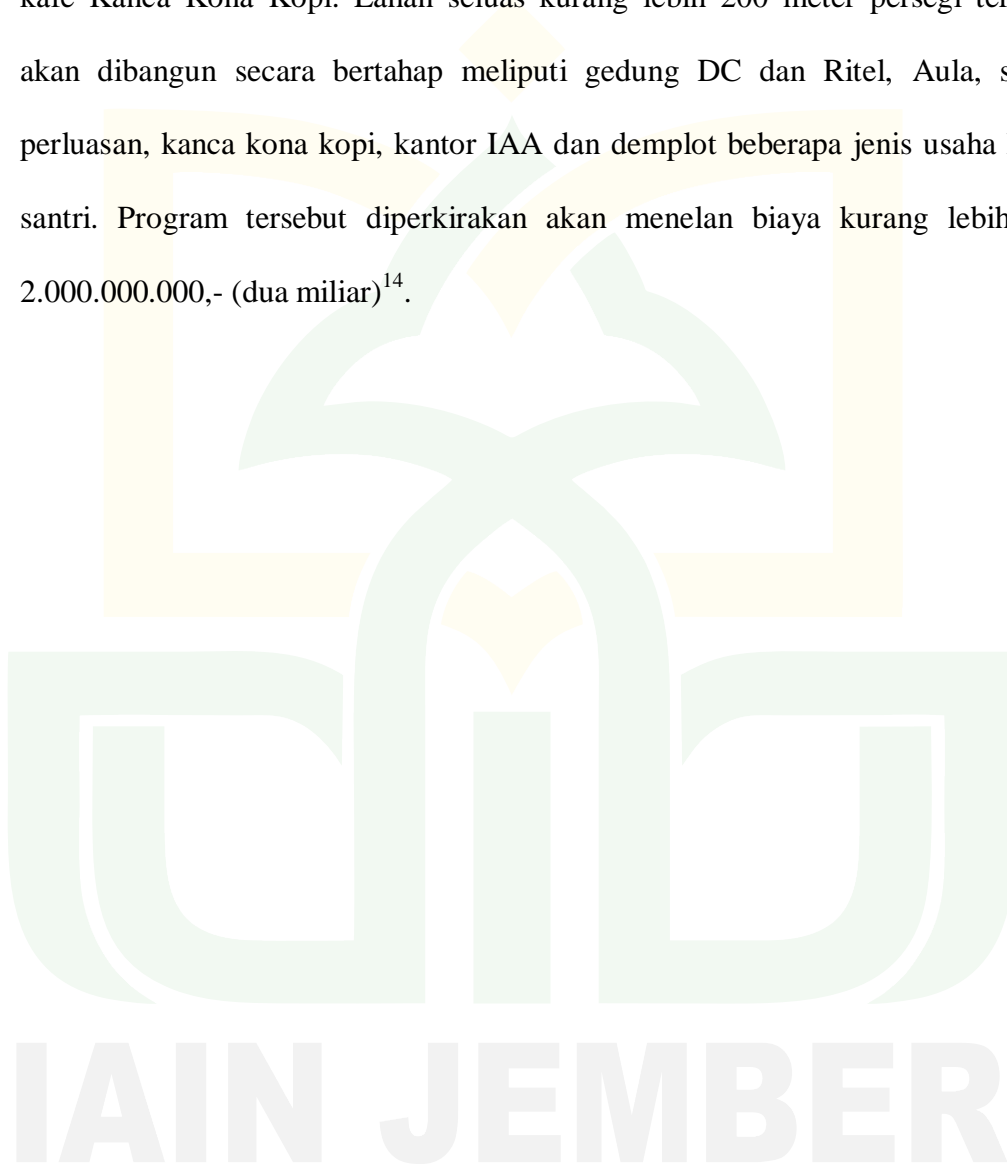 kafe Kanca Kona Kopi. Lahan seluas kurang lebih 200 meter persegi
akan dibangun secara bertahap meliputi gedung DC dan Ritel, Aula,
perluasan, kanca kona kopi, kantor IAA dan demplot beberapa jenis usaha
santri. Program tersebut diperkirakan akan menelan biaya kurang lebih
2.000.000.000,- (dua miliar)14.
IAIN JEMBER